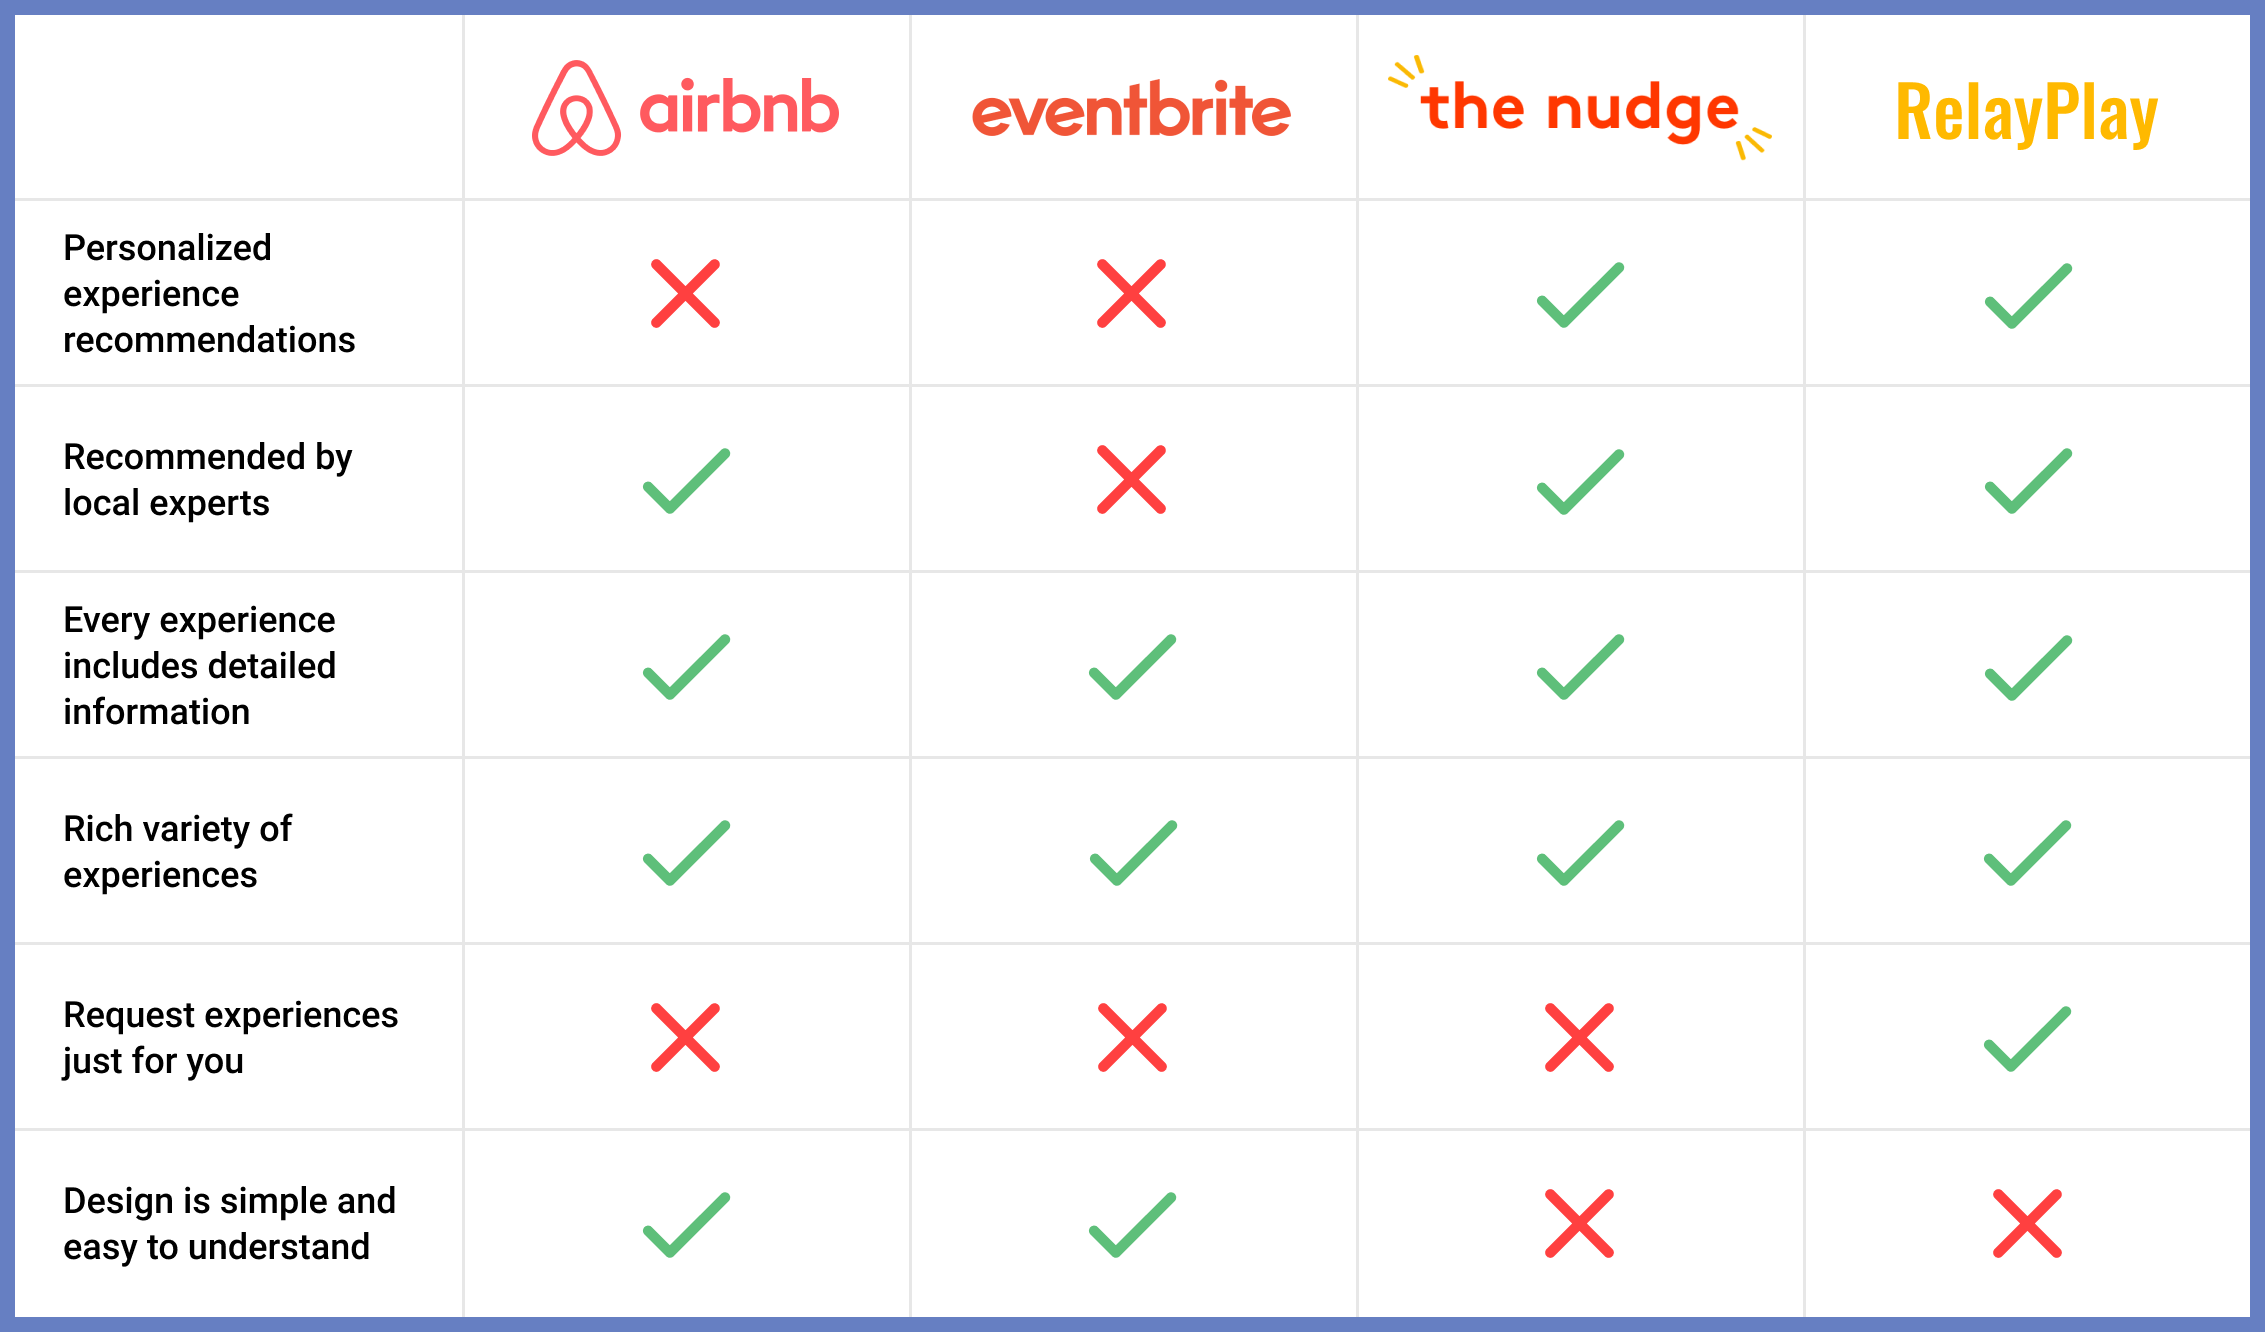 airbnb
eventbrite
the nudge
RelayPlay
Personalized
experience
recommendations
Recommended by
local experts
Every experience
includes detailed
information
Rich variety of
experiences
Request experiences
just for you
Design is simple and
easy to understand